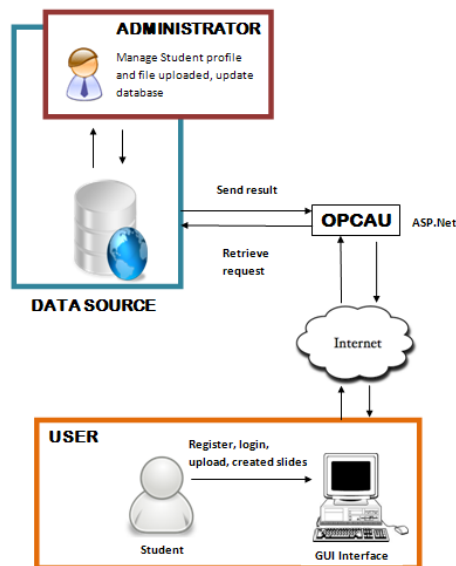 ADMINISTRATOR
Manage Student profile
and file uploaded, update
database
Send result
OPCAU
ASP.Net
Retrieve
request
DATA SOURCE
Internet
USER
Register, login,
upload, created slides
Student
GUI Interface